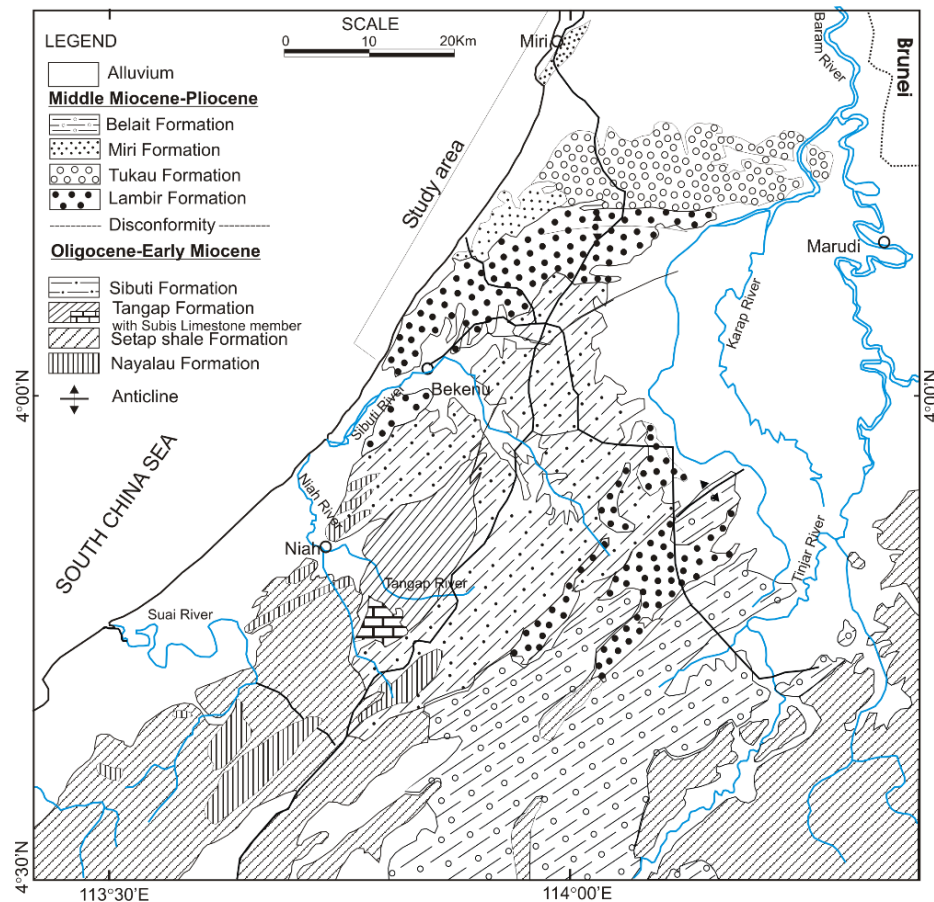 LEGEND
Alluvium
Middle Miocene-Pliocene
Belait Formation
Miri Formation
Tukau Formation
Lambir Formation
Disconformity
Oligocene-Early Miocene
Sibuti Formation
Tangap Formation
with Subis Limestone member
Setap shale Formation
Nayalau Formation
Anticline
SCALE
0 10 20Km
Miri
Baram River
Brunei
Study area
Marudi
Karap River
4°00'N
4°00'N
Bekenu
Sibuti River
SOUTH CHINA SEA
Niah River
Niah
Tangap River
Tinjar River
Suai River
4°30'N
113°30'E
114°00'E